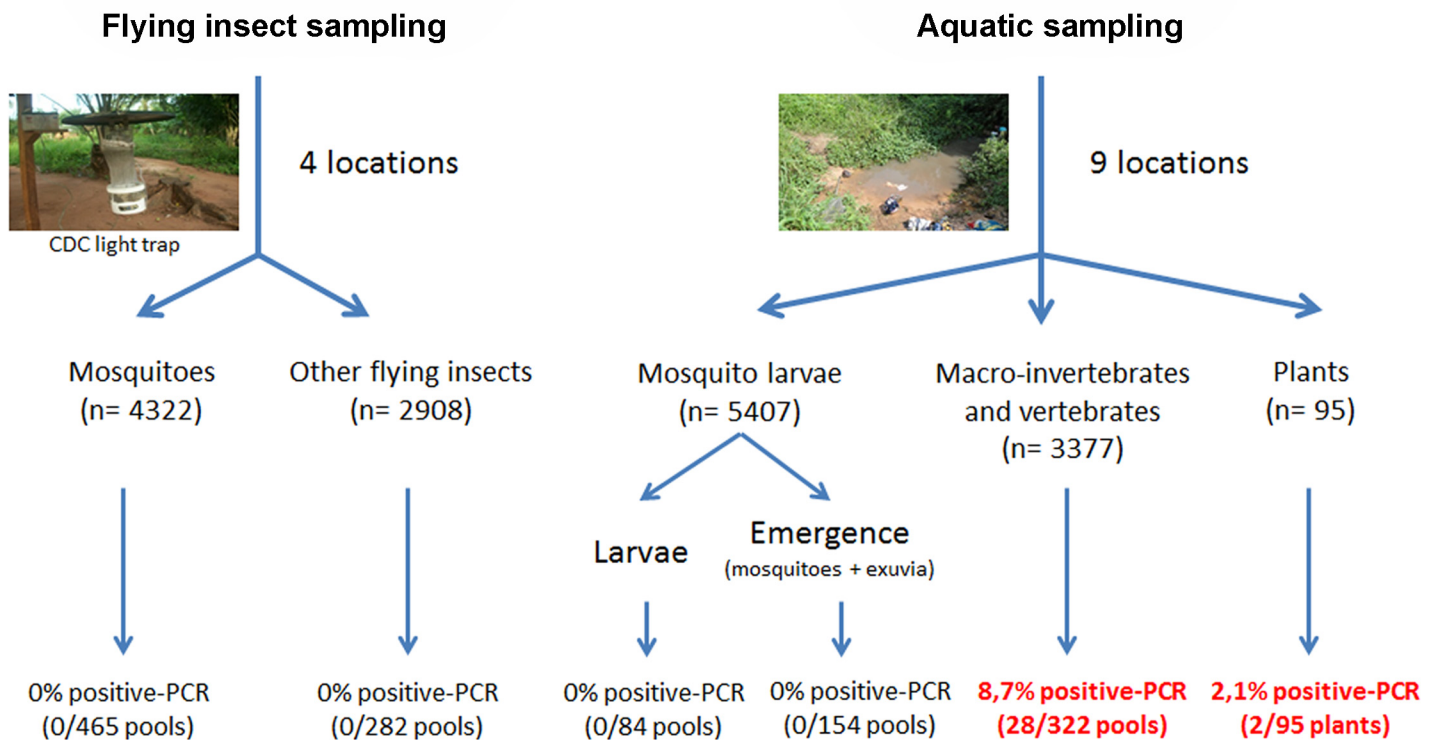 Flying insect sampling
4 locations
CDC light trap
Mosquitoes
(n= 4322)
Other flying insects
(n= 2908)
0% positive-PCR
(0/465 pools)
0% positive-PCR
(0/282 pools)
Aquatic sampling
9 locations
Mosquito larvae
(n= 5407)
Macro-invertebrates
and vertebrates
(n= 3377)
Plants
(n= 95)
Larvae
Emergence
(mosquitoes + exuvia)
0% positive-PCR
(0/84 pools)
0% positive-PCR
(0/154 pools)
8,7% positive-PCR
(28/322 pools)
2,1% positive-PCR
(2/95 plants)